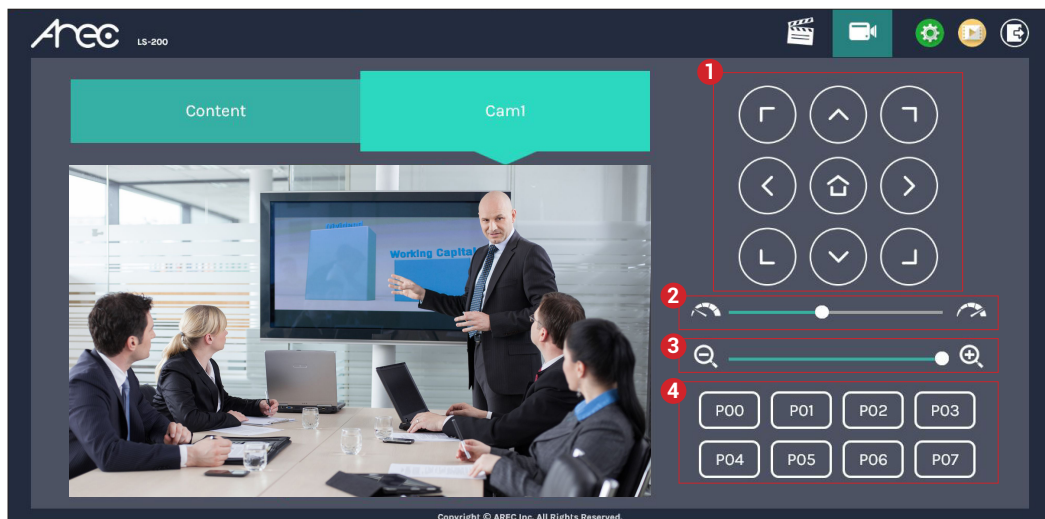 Arec LS-200
1
Content
Cam1
Working Capital
2
3
4
P00 P01 P02 P03
P04 P05 P06 P07
Copyright © AREC Inc. All Rights Reserved.